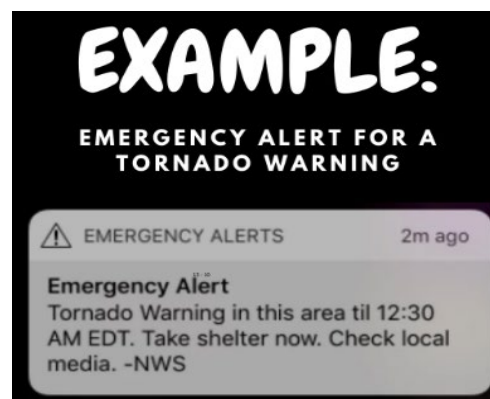 EXAMPLE:
EMERGENCY ALERT FOR A
TORNADO WARNING
EMERGENCY ALERTS 2m ago
Emergency Alert
Tornado Warning in this area til 12:30
AM EDT. Take shelter now. Check local
media. -NWS